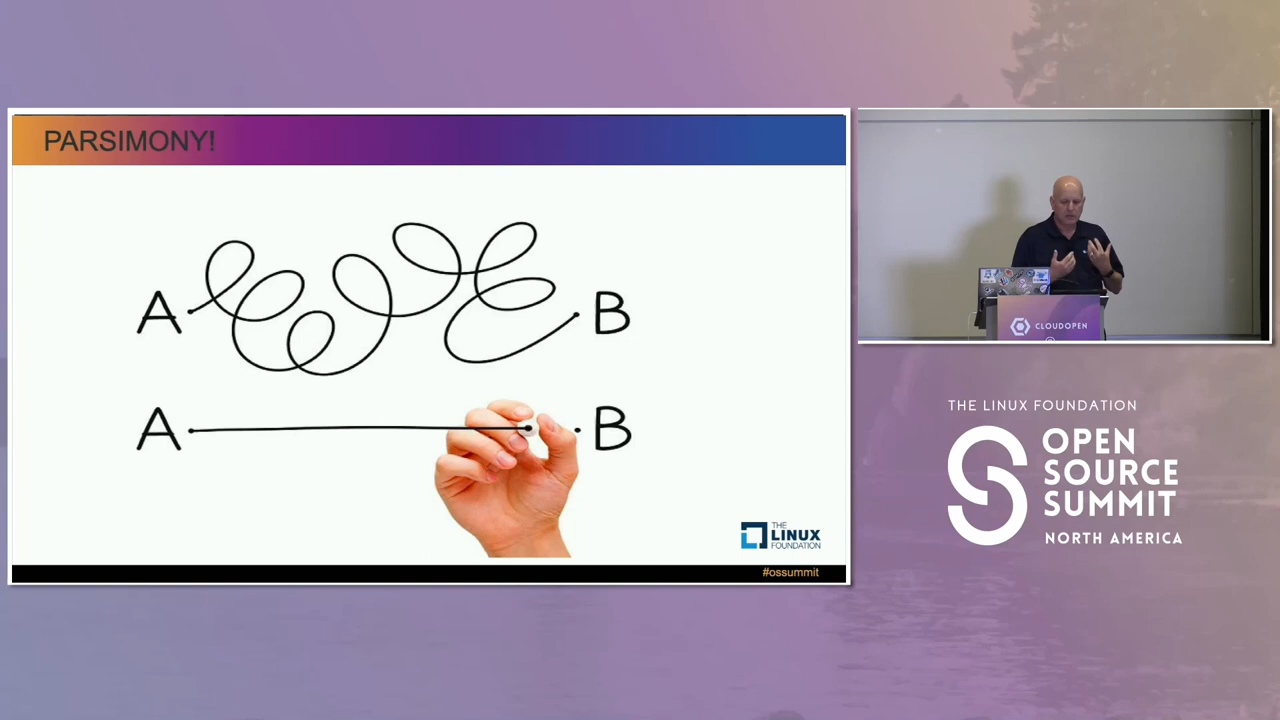 PARSIMONY!
A B
A B
THE
LINUX
FOUNDATION
#ossummit
CLOUDOPEN
THE LINUX FOUNDATION
OPEN
SOURCE
SUMMIT
NORTH AMERICA